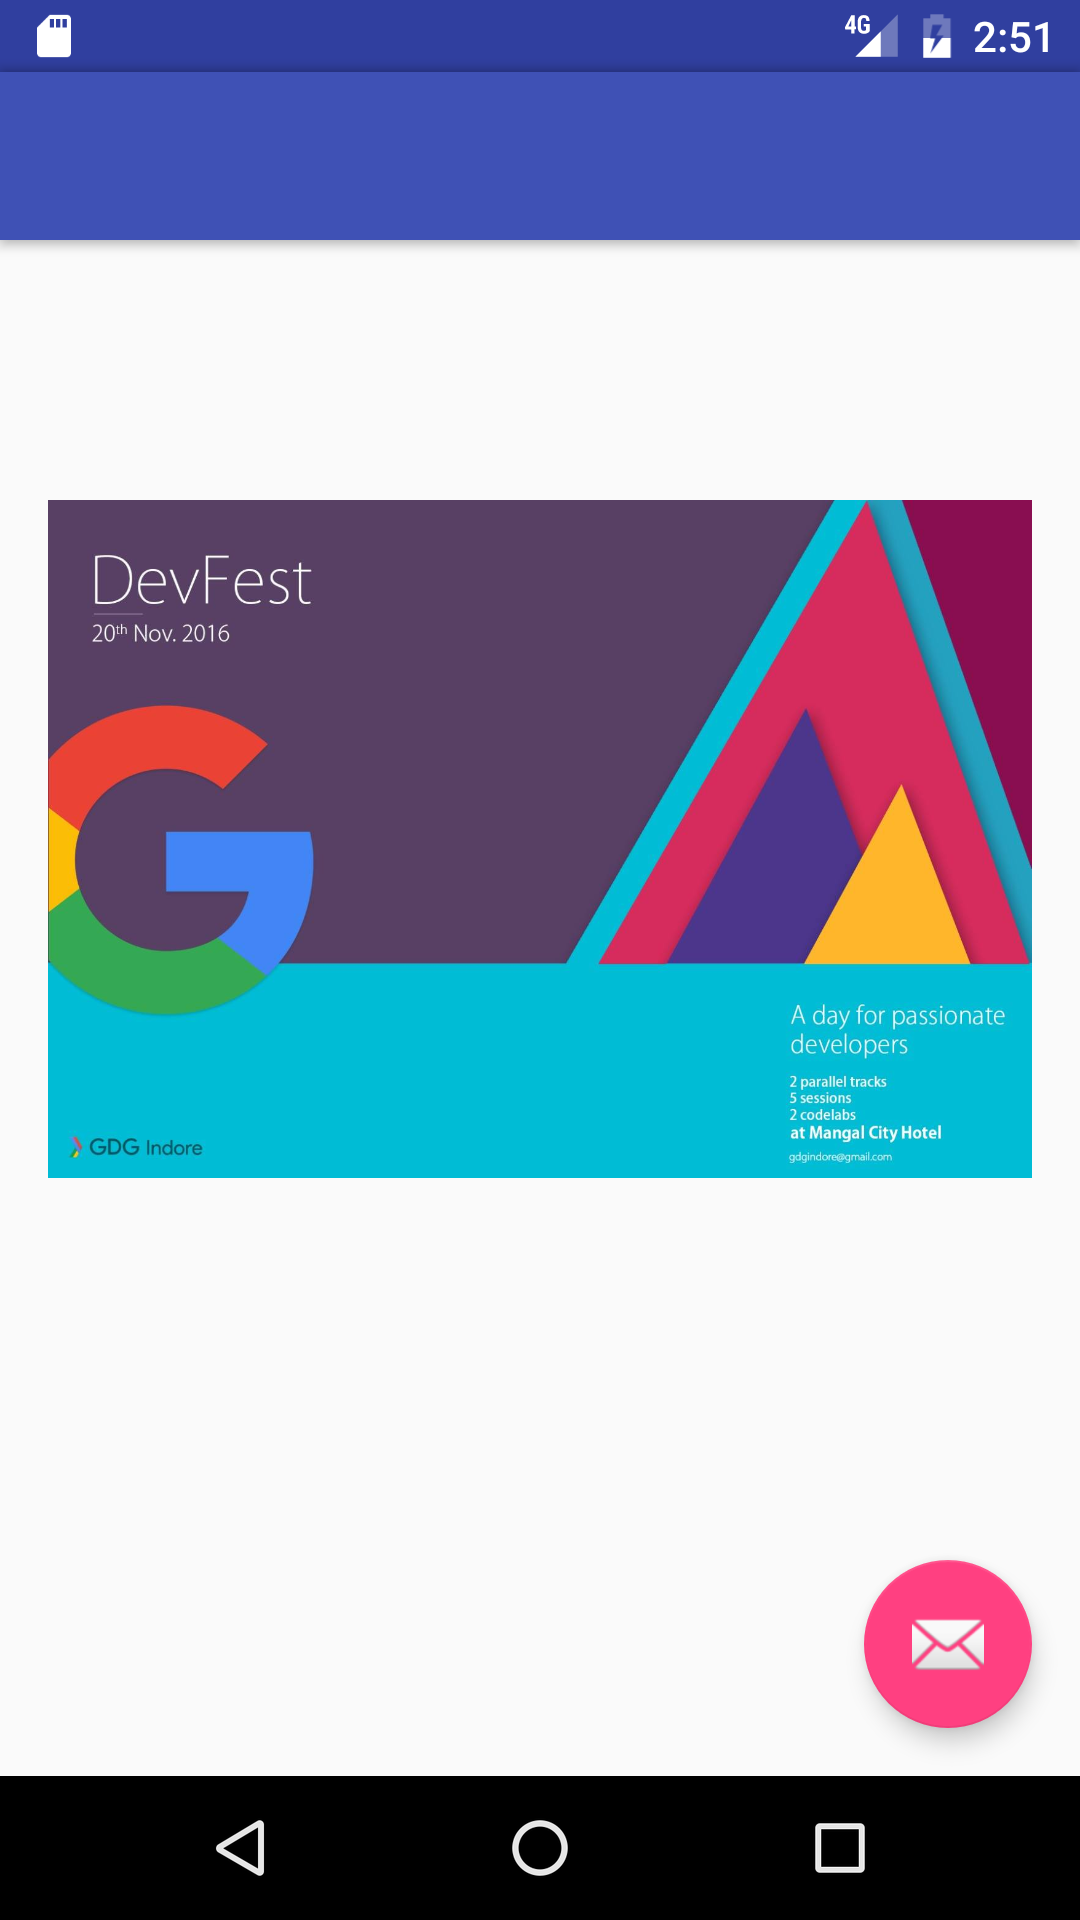 4G 2:51
DevFest
20th Nov. 2016
A day for passionate
developers
2 parallel tracks
5 sessions
2 codelabs
at Mangal City Hotel
gdgindore@gmail.com
GDG Indore